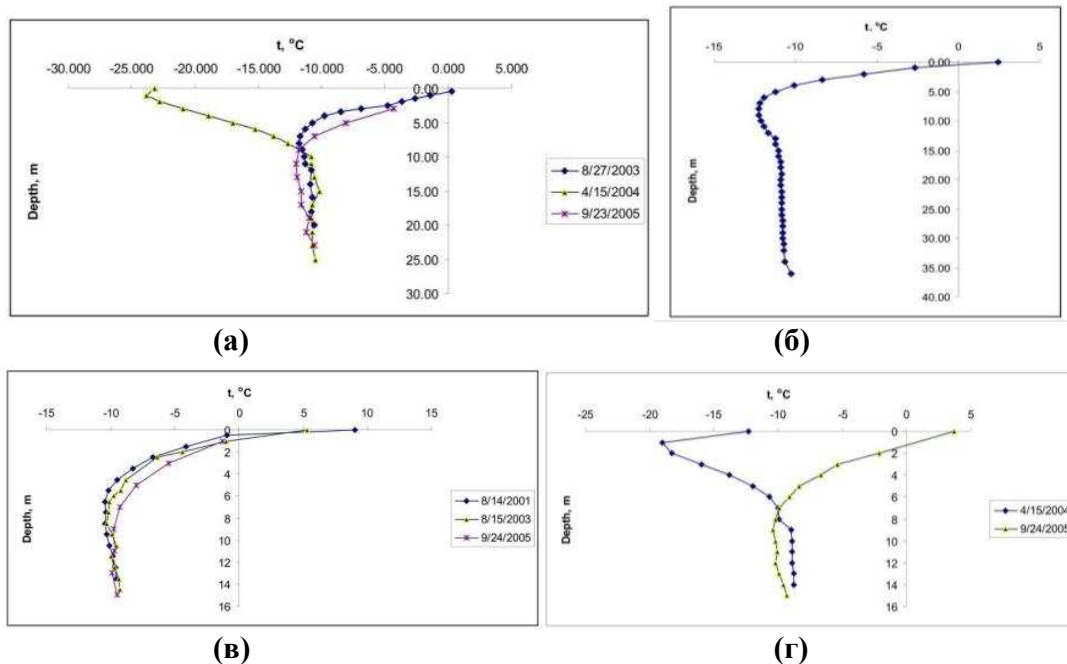 t, °C
-30.000 -25.000 -20.000 -15.000 -10.000 -5.000 0.000 5.000
0.00
5.00
10.00
15.00
20.00
25.00
30.00
Depth, m
8/27/2003
4/15/2004
9/23/2005
(а)
t, °C
-15 -10 -5 0 5
0.00
5.00
10.00
15.00
20.00
25.00
30.00
35.00
40.00
Depth, m
(б)
t, °C
-15 -10 -5 0 5 10 15
0
2
4
6
8
10
12
14
16
Depth, m
8/14/2001
8/15/2003
9/24/2005
(в)
t, °C
-25 -20 -15 -10 -5 0 5
0
2
4
6
8
10
12
14
16
Depth, m
4/15/2004
9/24/2005
(г)